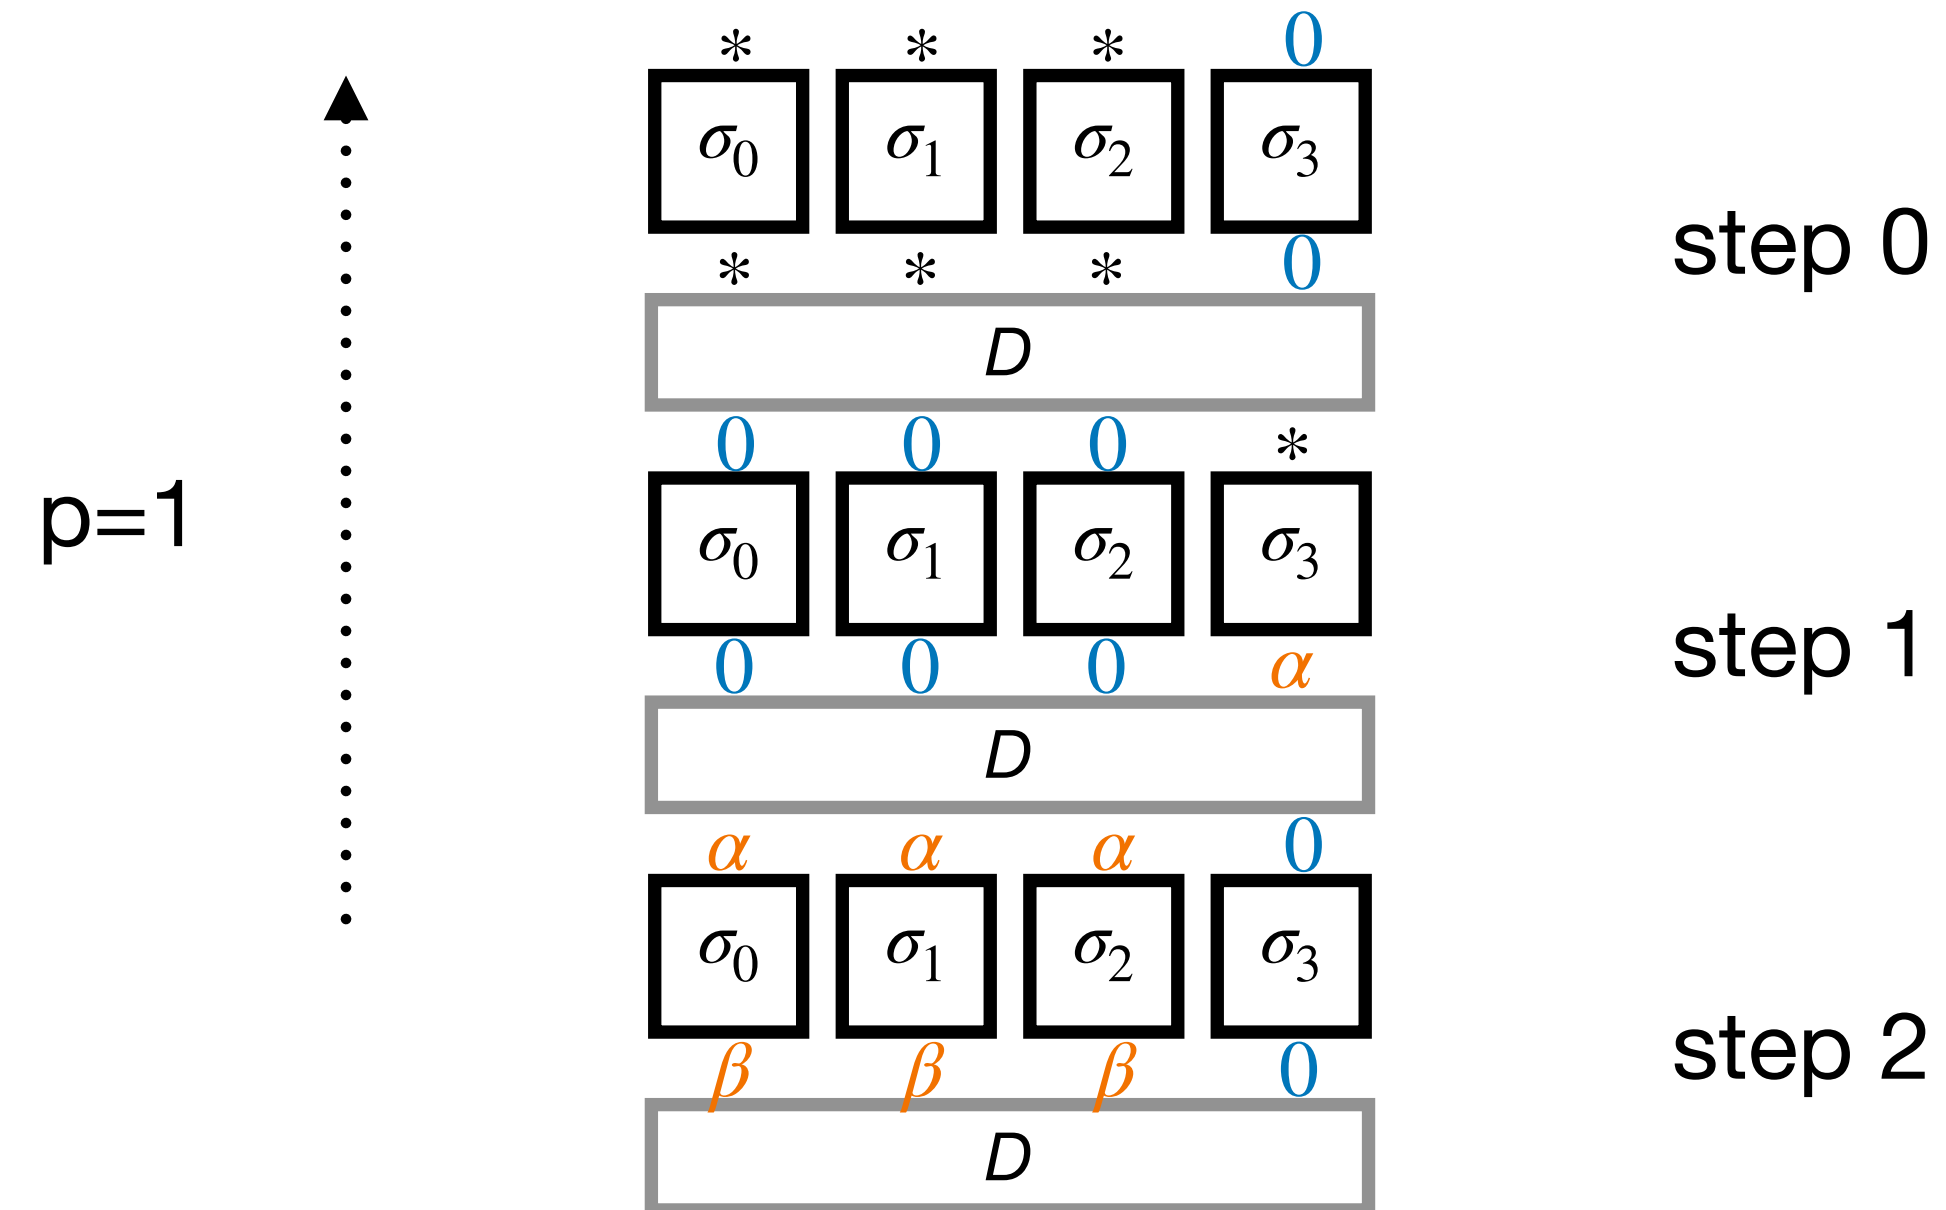 * * * 0
σ0 σ1 σ2 σ3
* * * 0
step 0
D
0 0 0 *
p=1
σ0 σ1 σ2 σ3
0 0 0 α
step 1
D
α α α 0
σ0 σ1 σ2 σ3
β β β 0
step 2
D